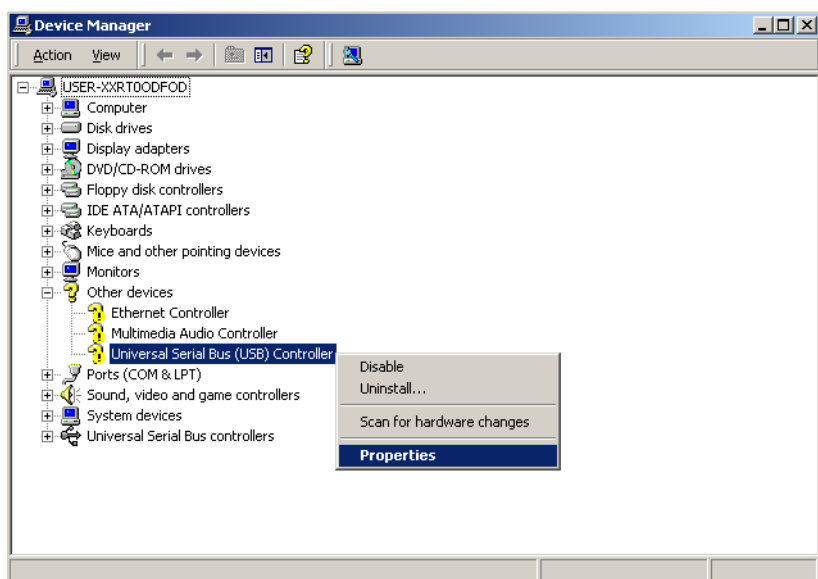 Device Manager
Action View
USER-XXRT0ODFOD
Computer
Disk drives
Display adapters
DVD/CD-ROM drives
Floppy disk controllers
IDE ATA/ATAPI controllers
Keyboards
Mice and other pointing devices
Monitors
Other devices
Ethernet Controller
Multimedia Audio Controller
Universal Serial Bus (USB) Controller
Ports (COM & LPT)
Sound, video and game controllers
System devices
Universal Serial Bus controllers
Disable
Uninstall...
Scan for hardware changes
Properties